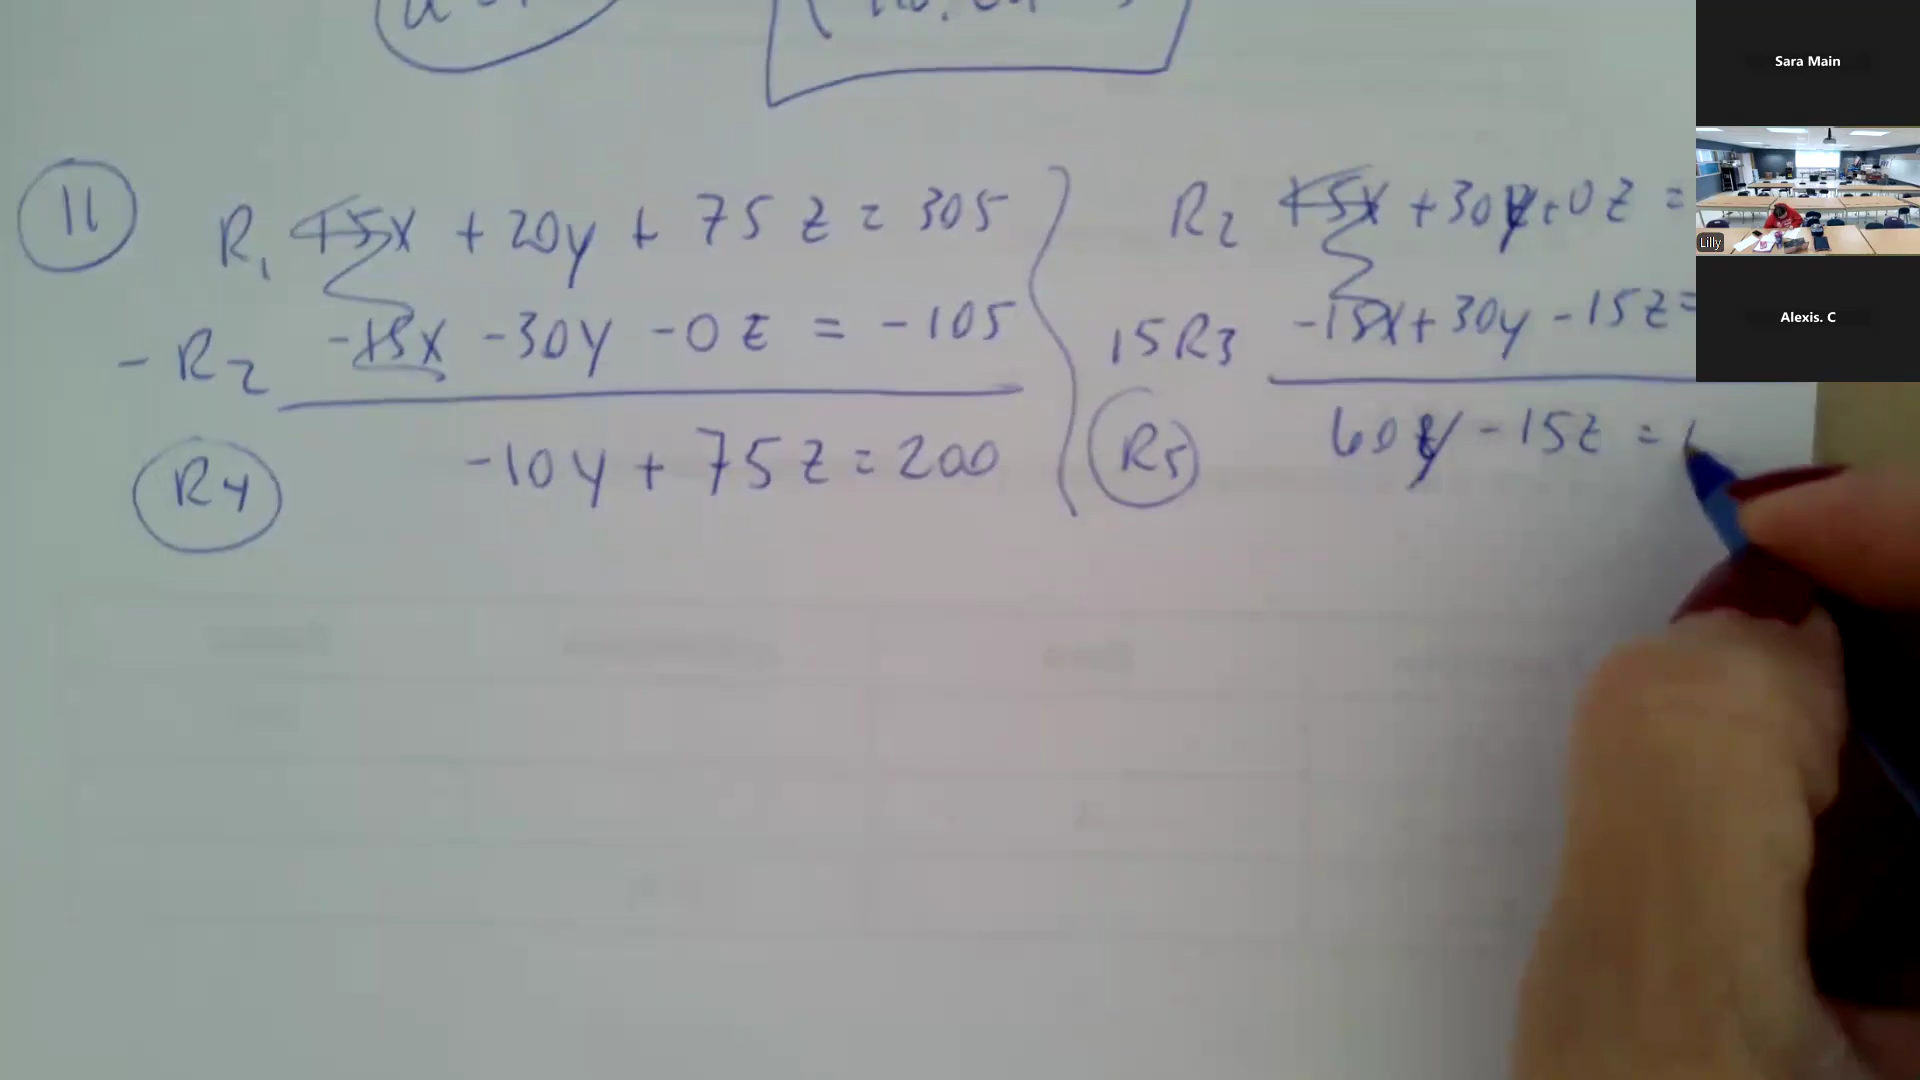 11
R1 15x + 20y + 75z = 305
-R2 -15x -30y -0z = -105
R4 -10y + 75z = 200
R2 15x +30y+0z =
15R3 -15x+30y-15z=
R5 60y -15z =
Sara Main
Lilly
Alexis. C